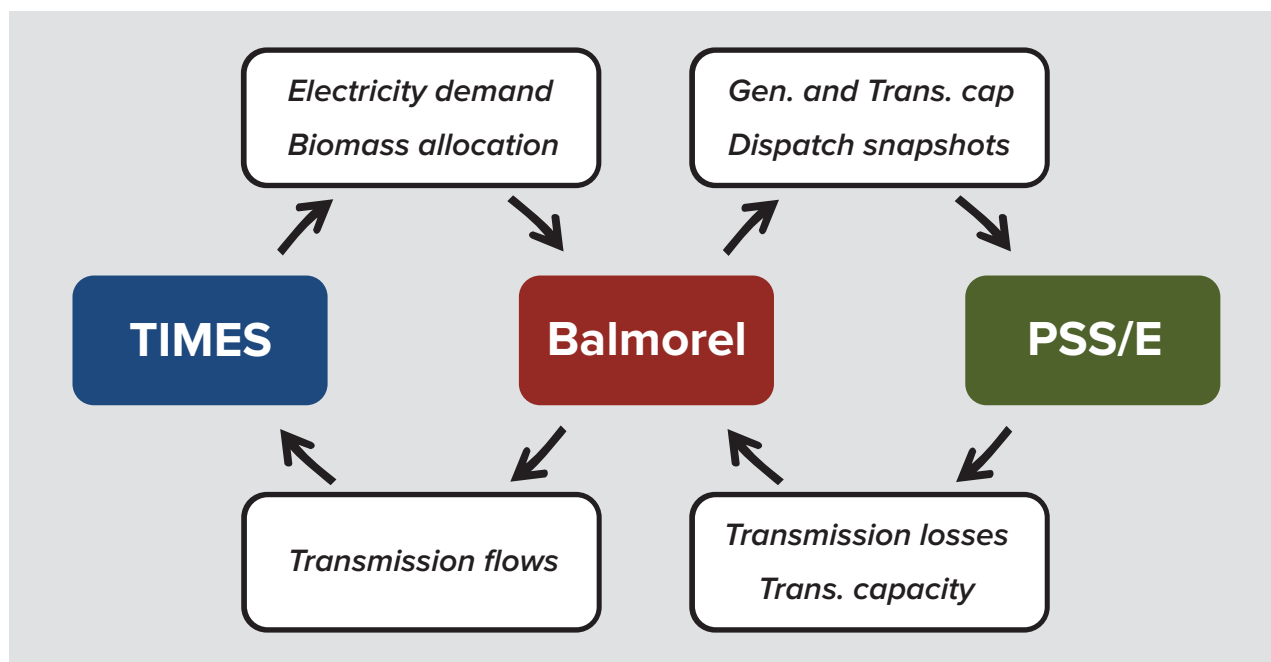 Electricity demand
Biomass allocation
Gen. and Trans. cap
Dispatch snapshots
TIMES
Balmorel
PSS/E
Transmission flows
Transmission losses
Trans. capacity